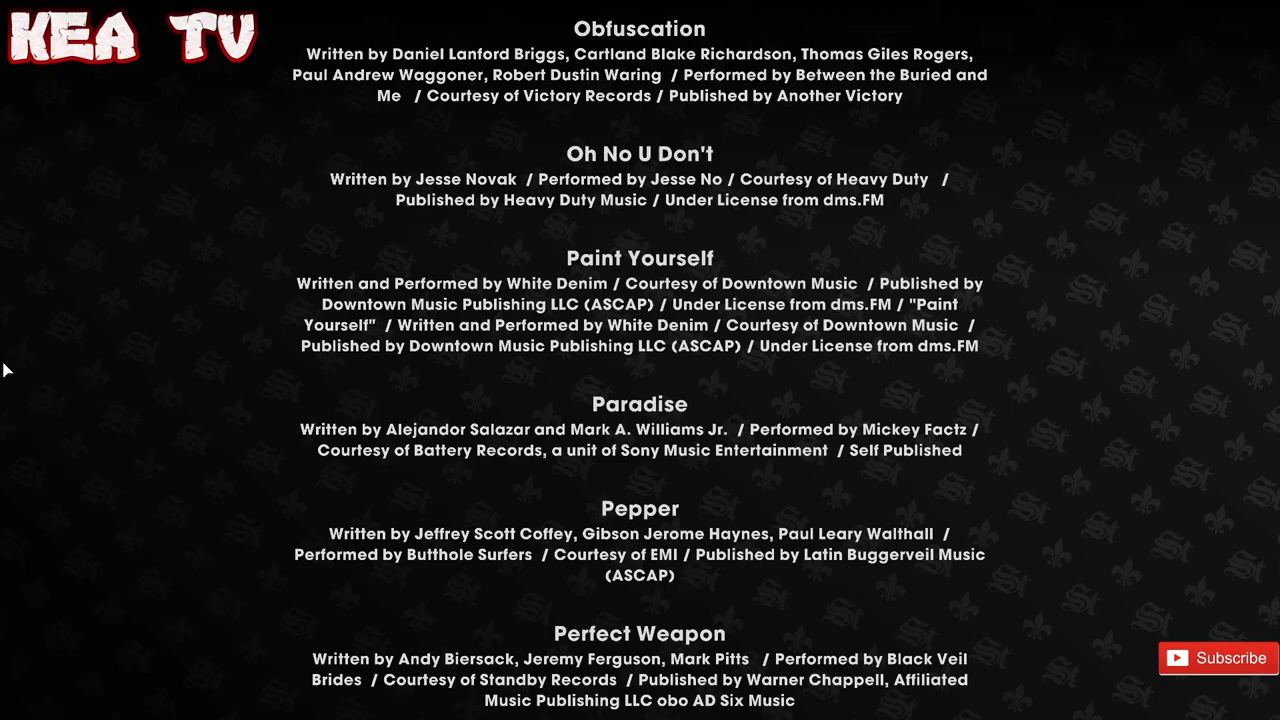 KEA TV
Obfuscation
Written by Daniel Lanford Briggs, Cartland Blake Richardson, Thomas Giles Rogers,
Paul Andrew Waggoner, Robert Dustin Waring / Performed by Between the Buried and
Me / Courtesy of Victory Records / Published by Another Victory
Oh No U Don't
Written by Jesse Novak / Performed by Jesse No / Courtesy of Heavy Duty /
Published by Heavy Duty Music / Under License from dms.FM
Paint Yourself
Written and Performed by White Denim / Courtesy of Downtown Music / Published by
Downtown Music Publishing LLC (ASCAP) / Under License from dms.FM / "Paint
Yourself" / Written and Performed by White Denim / Courtesy of Downtown Music /
Published by Downtown Music Publishing LLC (ASCAP) / Under License from dms.FM
Paradise
Written by Alejandor Salazar and Mark A. Williams Jr. / Performed by Mickey Factz /
Courtesy of Battery Records, a unit of Sony Music Entertainment / Self Published
Pepper
Written by Jeffrey Scott Coffey, Gibson Jerome Haynes, Paul Leary Walthall /
Performed by Butthole Surfers / Courtesy of EMI / Published by Latin Buggerveil Music
(ASCAP)
Perfect Weapon
Written by Andy Biersack, Jeremy Ferguson, Mark Pitts / Performed by Black Veil
Brides / Courtesy of Standby Records / Published by Warner Chappell, Affiliated
Music Publishing LLC obo AD Six Music
Subscribe